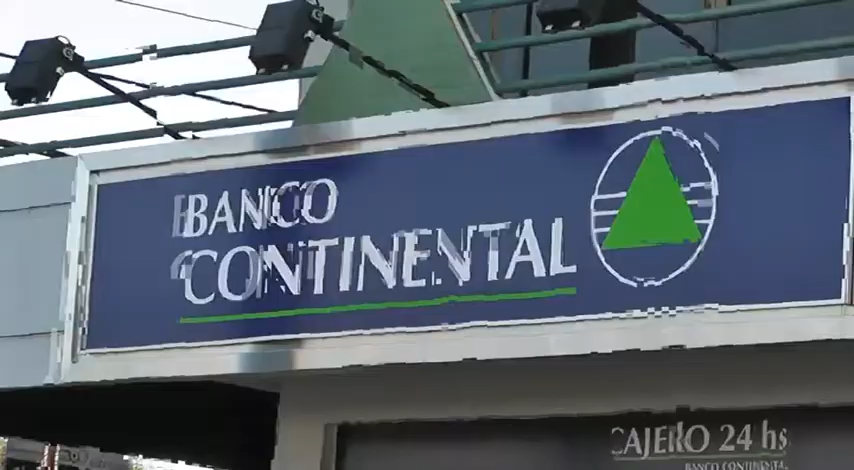 BANCO
CONTINENTAL
CAJERO 24 hs
BANCO CONTINENTAL